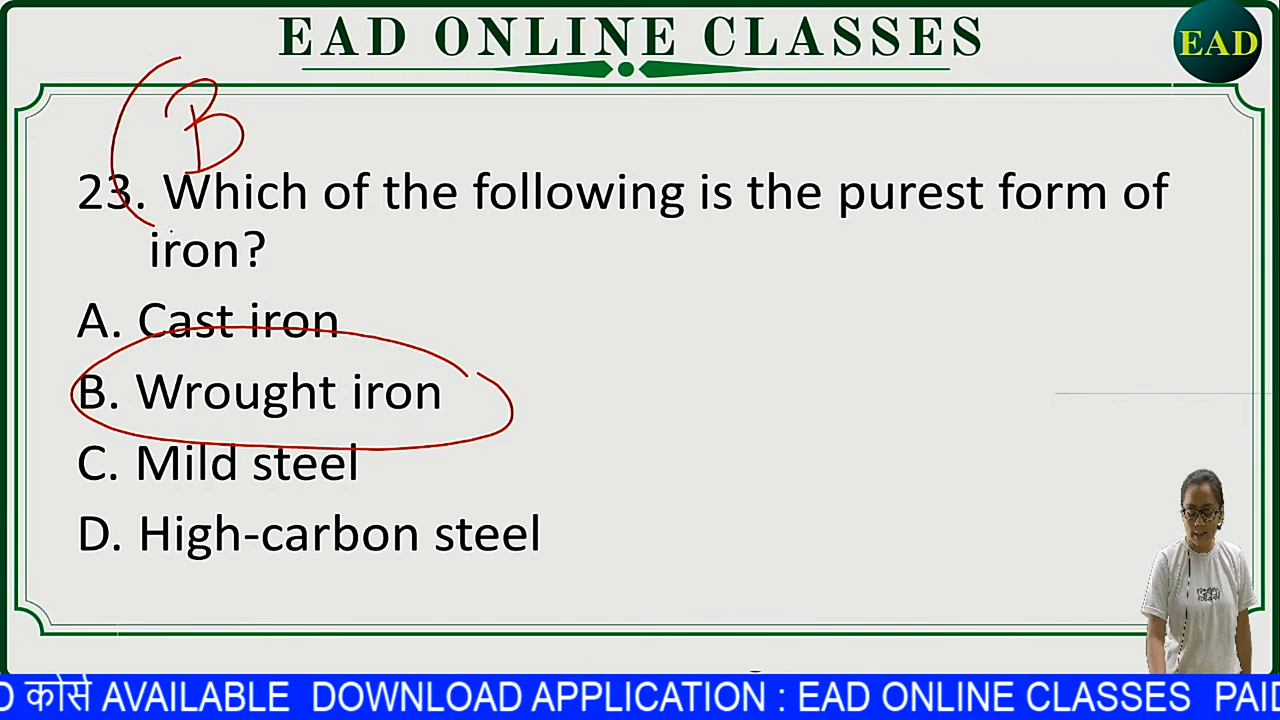 EAD ONLINE CLASSES
EAD
B
23. Which of the following is the purest form of
iron?
A. Cast iron
B. Wrought iron
C. Mild steel
D. High-carbon steel
D कोर्स AVAILABLE DOWNLOAD APPLICATION : EAD ONLINE CLASSES PAID